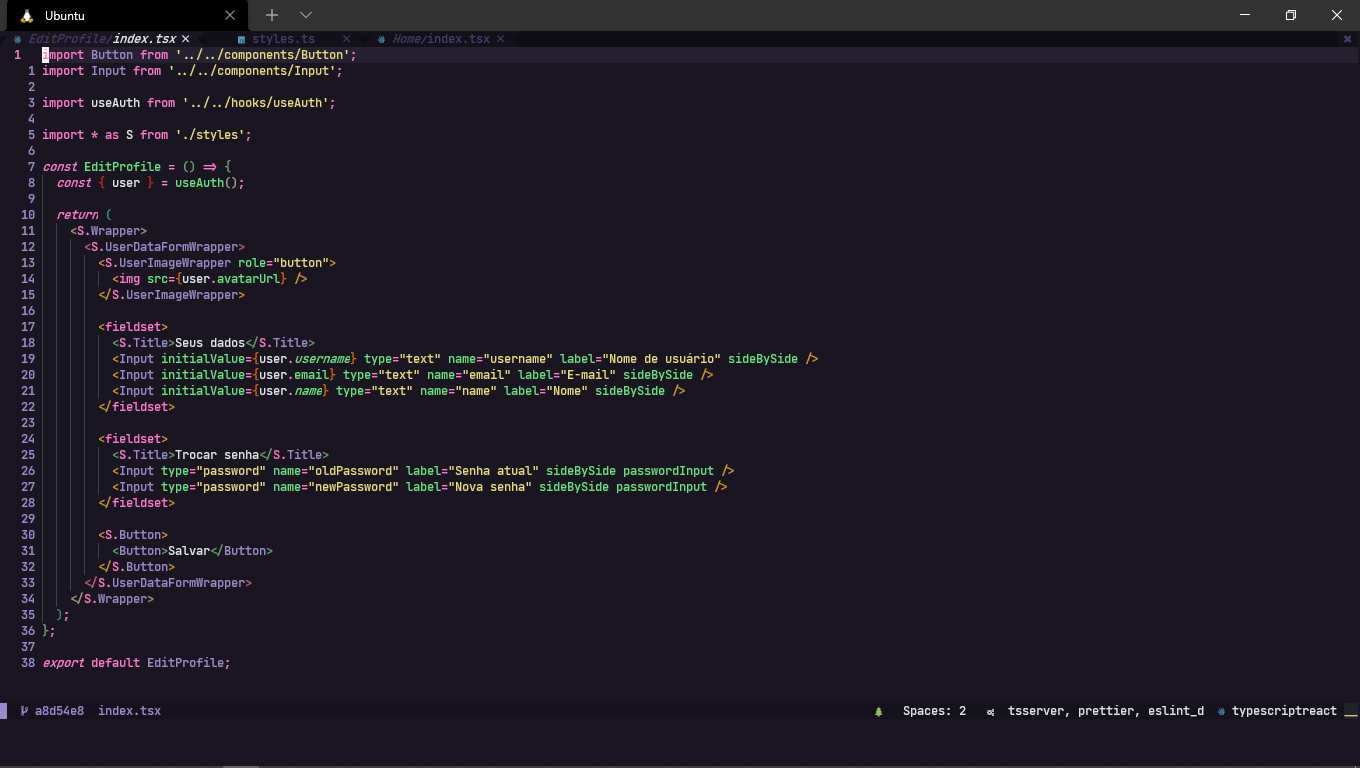 Ubuntu
EditProfile/index.tsx styles.ts Home/index.tsx
1 import Button from '../../components/Button';
1 import Input from '../../components/Input';
2
3 import useAuth from '../../hooks/useAuth';
4
5 import * as S from './styles';
6
7 const EditProfile = () => {
8 const { user } = useAuth();
9
10 return (
11 <S.Wrapper>
12 <S.UserDataFormWrapper>
13 <S.UserImageWrapper role="button">
14 <img src={user.avatarUrl} />
15 </S.UserImageWrapper>
16
17 <fieldset>
18 <S.Title>Seus dados</S.Title>
19 <Input initialValue={user.username} type="text" name="username" label="Nome de usuário" sideBySide />
20 <Input initialValue={user.email} type="text" name="email" label="E-mail" sideBySide />
21 <Input initialValue={user.name} type="text" name="name" label="Nome" sideBySide />
22 </fieldset>
23
24 <fieldset>
25 <S.Title>Trocar senha</S.Title>
26 <Input type="password" name="oldPassword" label="Senha atual" sideBySide passwordInput />
27 <Input type="password" name="newPassword" label="Nova senha" sideBySide passwordInput />
28 </fieldset>
29
30 <S.Button>
31 <Button>Salvar</Button>
32 </S.Button>
33 </S.UserDataFormWrapper>
34 </S.Wrapper>
35 );
36 };
37
38 export default EditProfile;
a8d54e8 index.tsx Spaces: 2 tsserver, prettier, eslint_d typescriptreact